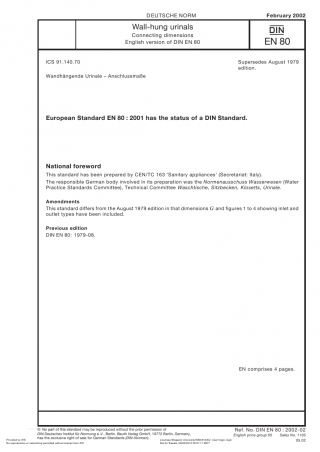 DEUTSCHE NORM
February 2002
Wall-hung urinals
Connecting dimensions
English version of DIN EN 80
DIN
EN 80
ICS 91.140.70
Supersedes August 1979
edition.
Wandhängende Urinale – Anschlussmaße
European Standard EN 80 : 2001 has the status of a DIN Standard.
National foreword
This standard has been prepared by CEN/TC 163 'Sanitary appliances' (Secretariat: Italy).
The responsible German body involved in its preparation was the Normenausschuss Wasserwesen (Water
Practice Standards Committee), Technical Committee Waschtische, Sitzbecken, Klosetts, Urinale.
Amendments
This standard differs from the August 1979 edition in that dimensions G and figures 1 to 4 showing inlet and
outlet types have been included.
Previous edition
DIN EN 80: 1979-08.
EN comprises 4 pages.
© No part of this standard may be reproduced without the prior permission of
DIN Deutsches Institut für Normung e.V., Berlin. Beuth Verlag GmbH, 10772 Berlin, Germany,
has the exclusive right of sale for German Standards (DIN-Normen).
Ref. No. DIN EN 80 : 2002-02
English price group 05 Sales No. 1105
05.02